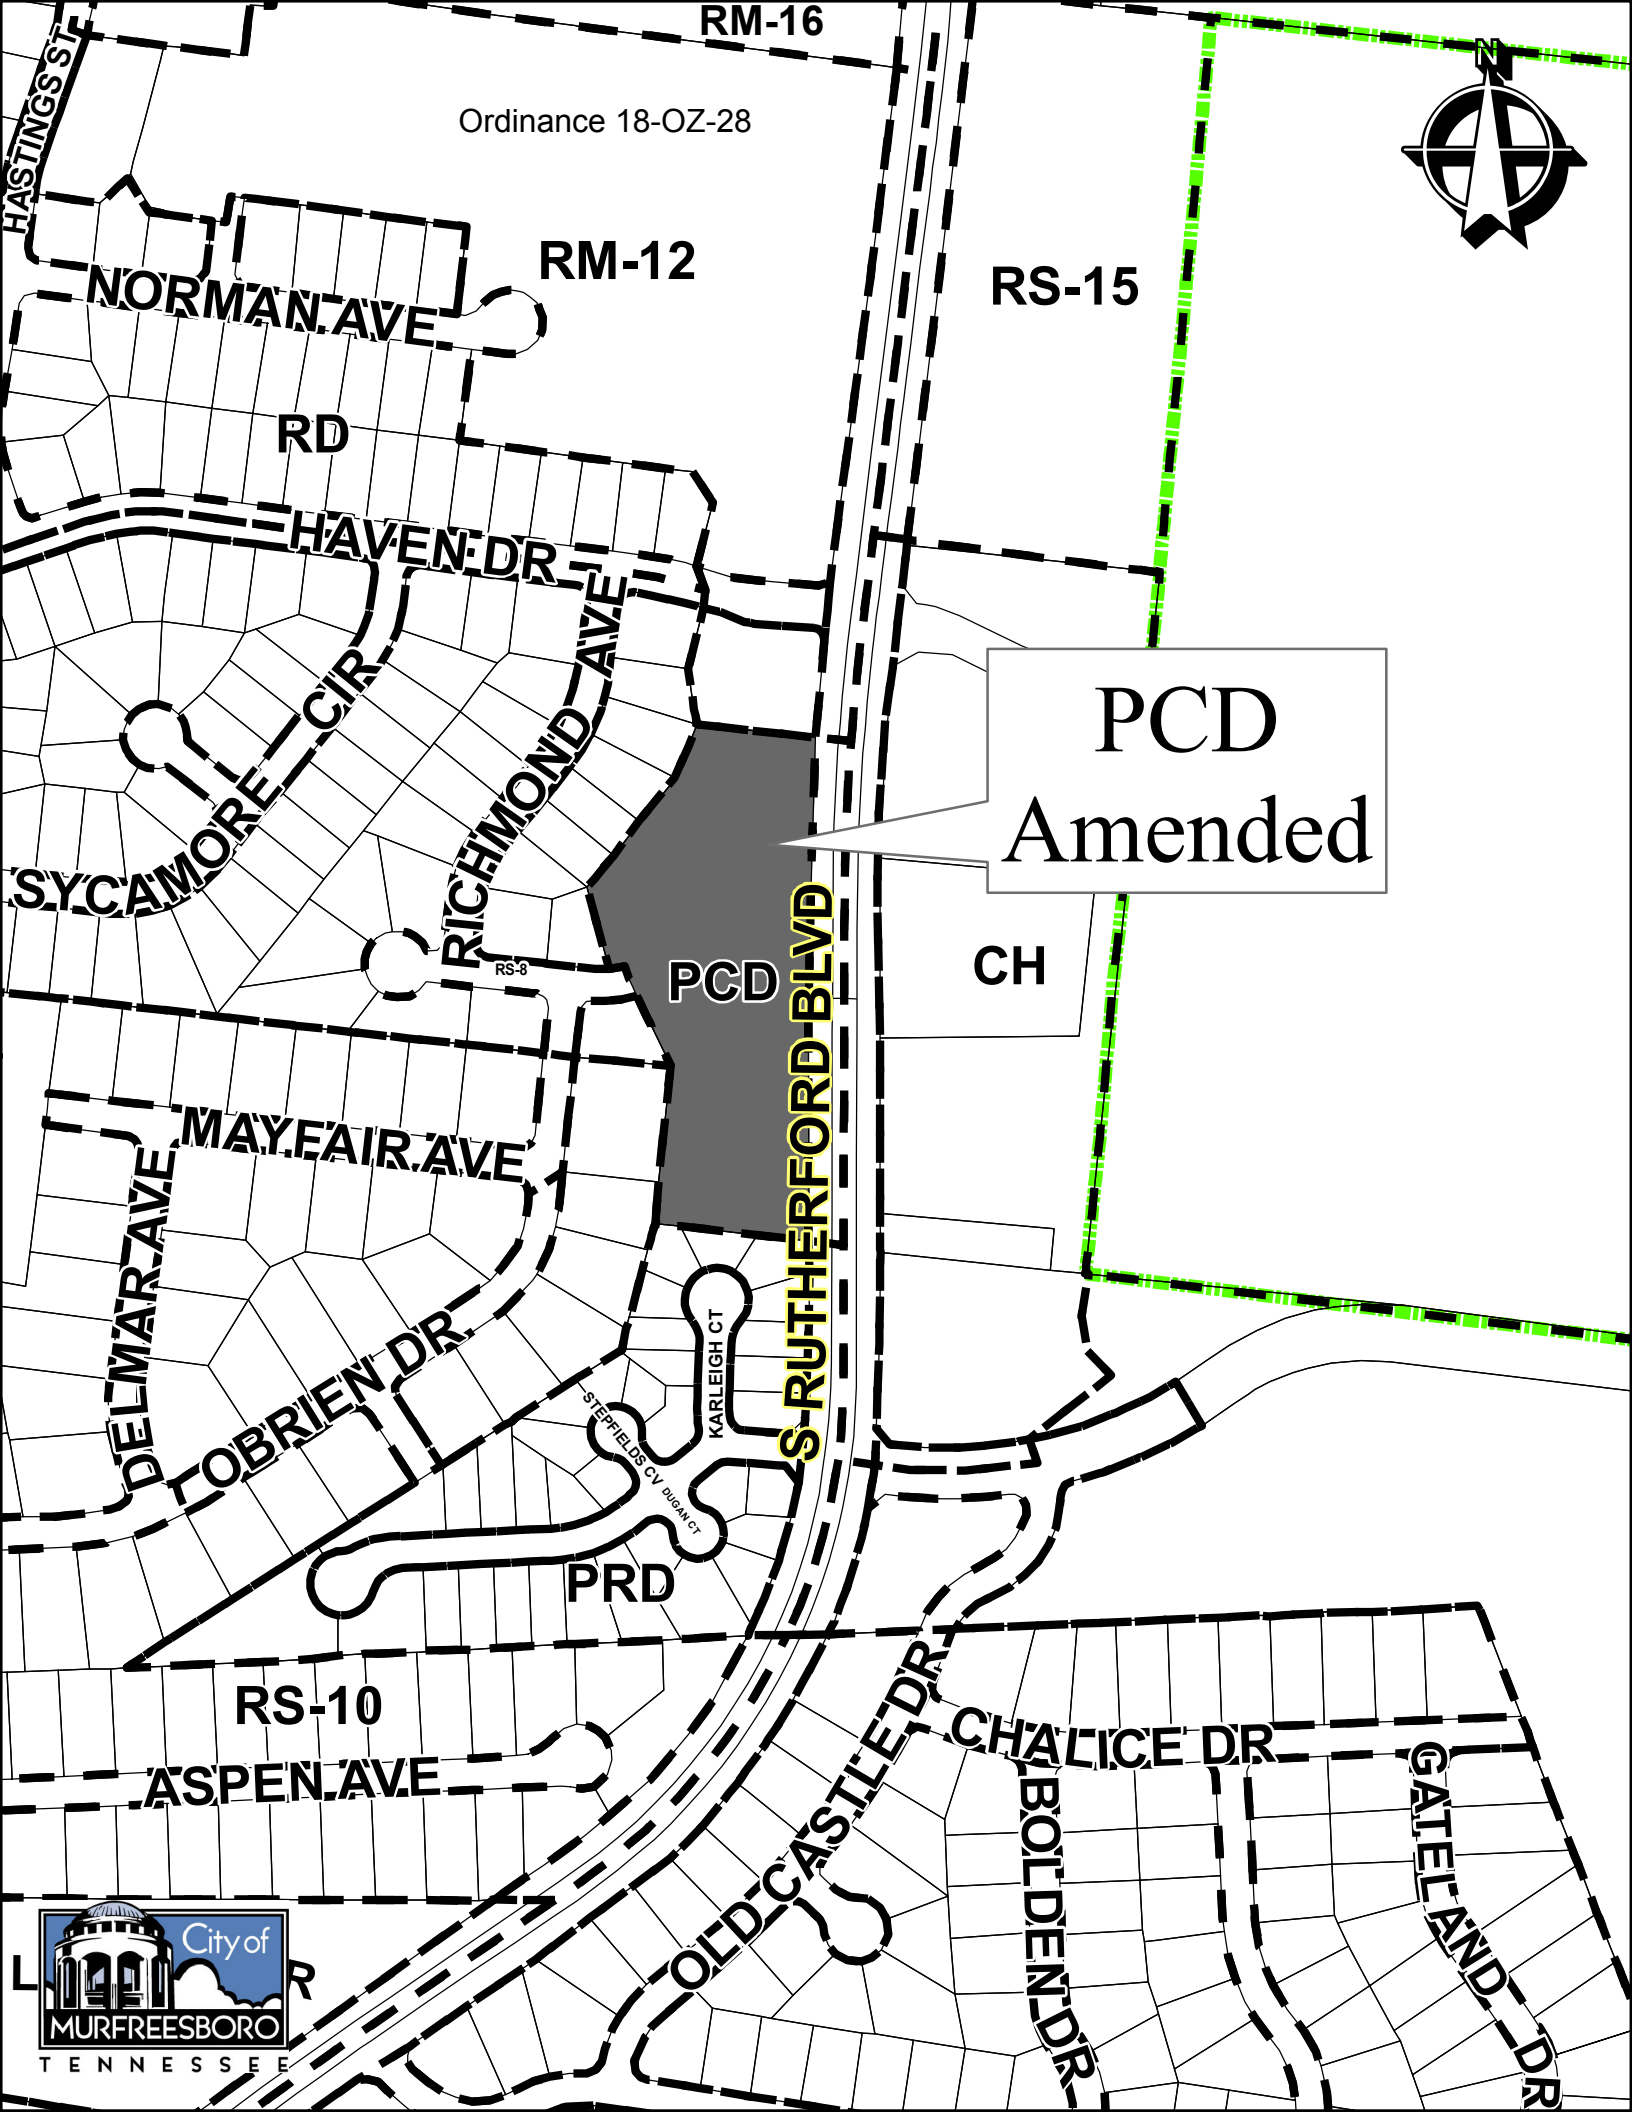 RM-16
Ordinance 18-OZ-28
N
HASTINGS ST
RM-12
RS-15
NORMAN AVE
RD
HAVEN DR
RICHMOND AVE
SYCAMORE CIR
PCD
Amended
RS-8
PCD
CH
S RUTHERFORD BLVD
MAYFAIR AVE
DELMAR AVE
OBRIEN DR
KARLEIGH CT
STEPFIELDS CV
DUGAN CT
PRD
RS-10
ASPEN AVE
OLD CASTLE DR
CHALICE DR
BOLDEN DR
GATELAND DR
City of
MURFREESBORO
TENNESSEE